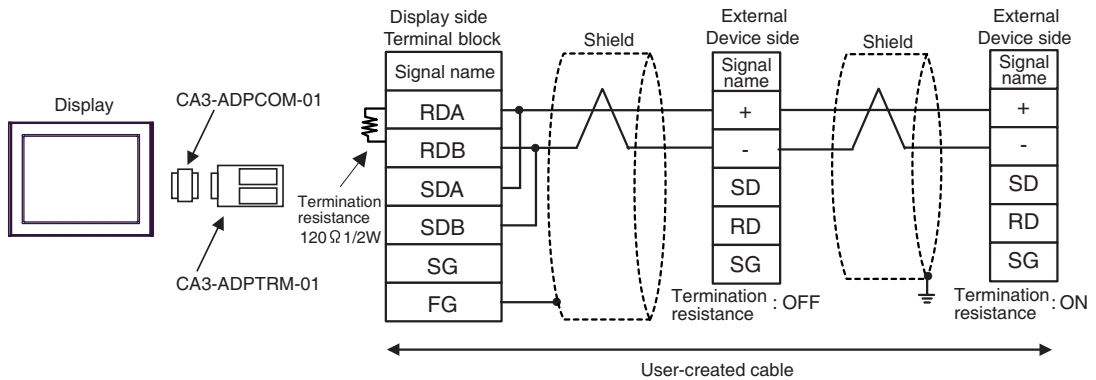 Display
CA3-ADPCOM-01
CA3-ADPTRM-01
Termination
resistance
120 Ω 1/2W
Display side
Terminal block
Signal name
RDA
RDB
SDA
SDB
SG
FG
Shield
External
Device side
Signal
name
+
-
SD
RD
SG
Termination
resistance : OFF
Shield
External
Device side
Signal
name
+
-
SD
RD
SG
Termination
resistance : ON
User-created cable